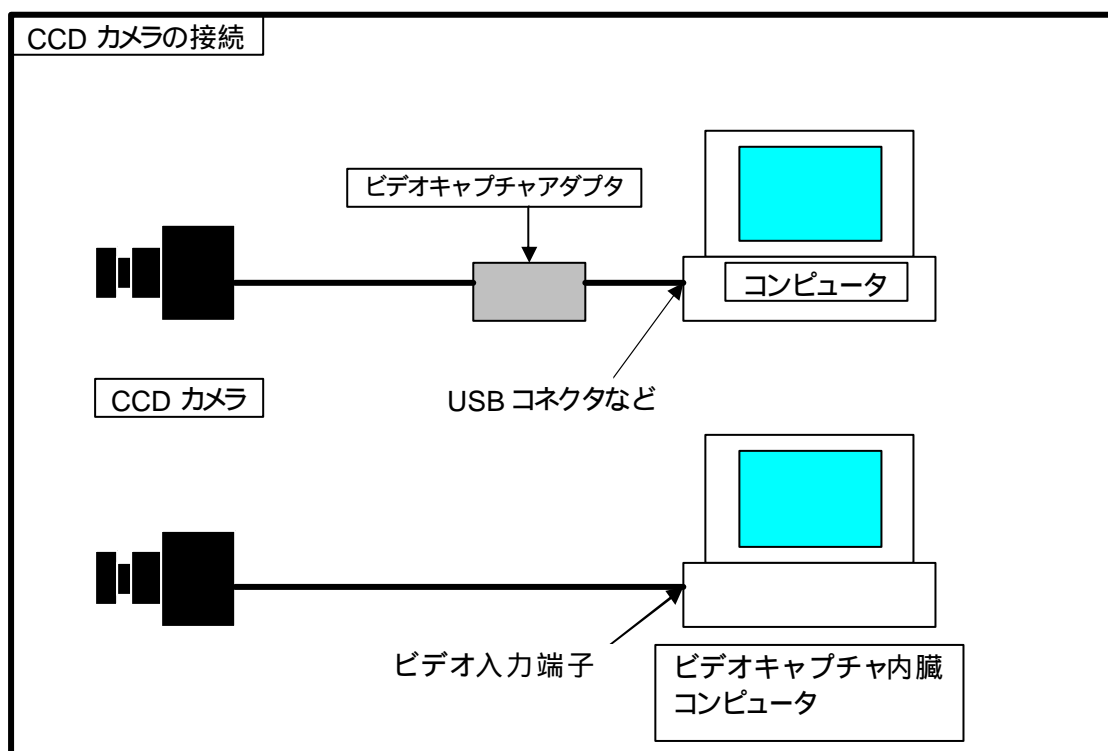 CCD カメラの接続
ビデオキャプチャアダプタ
コンピュータ
CCD カメラ
USB コネクタなど
ビデオ入力端子
ビデオキャプチャ内臓
コンピュータ